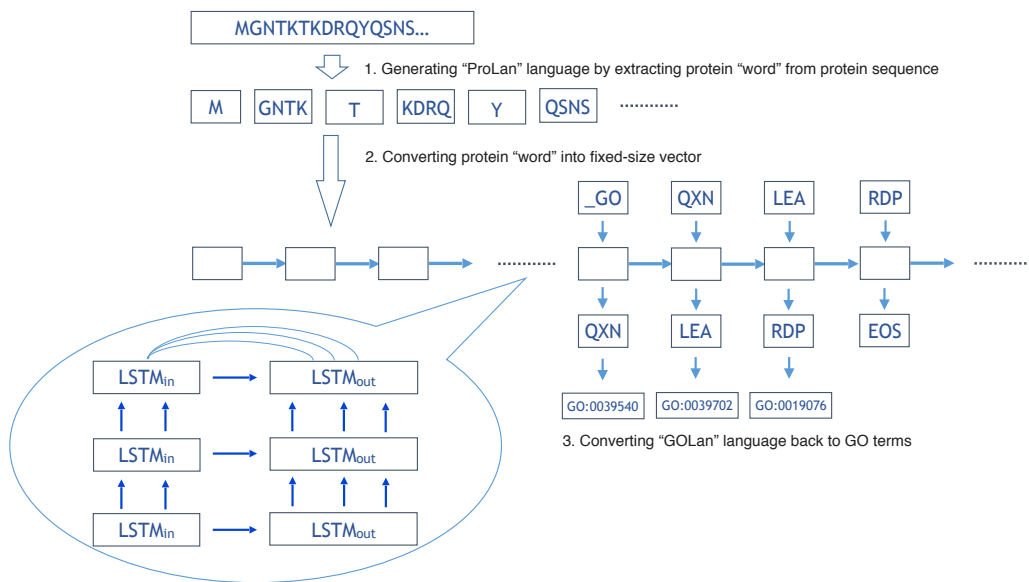 MGNTKTKDRQYQSNS...
1. Generating “ProLan” language by extracting protein “word” from protein sequence
M GNTK T KDRQ Y QSNS ............
2. Converting protein “word” into fixed-size vector
_GO QXN LEA RDP
............ ............
QXN LEA RDP EOS
GO:0039540 GO:0039702 GO:0019076
3. Converting “GOLan” language back to GO terms
LSTMin LSTMout
LSTMin LSTMout
LSTMin LSTMout